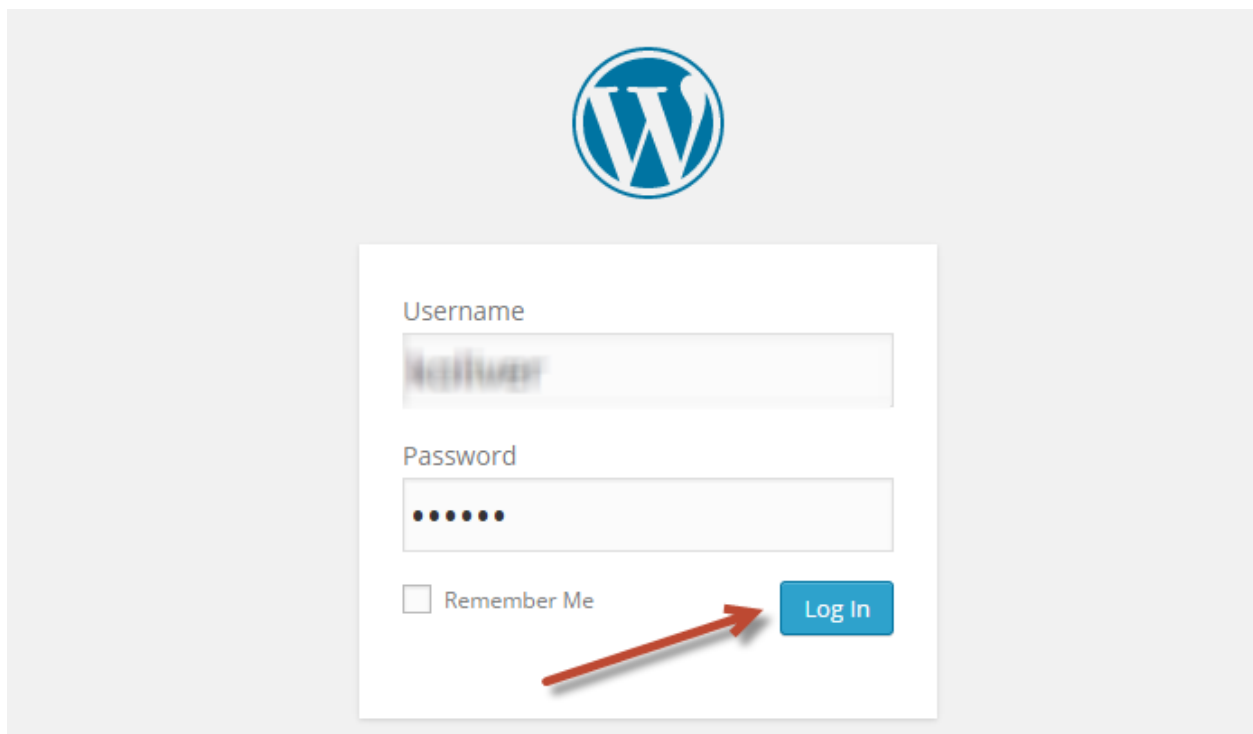 Username
Password
••••••
Remember Me
Log In